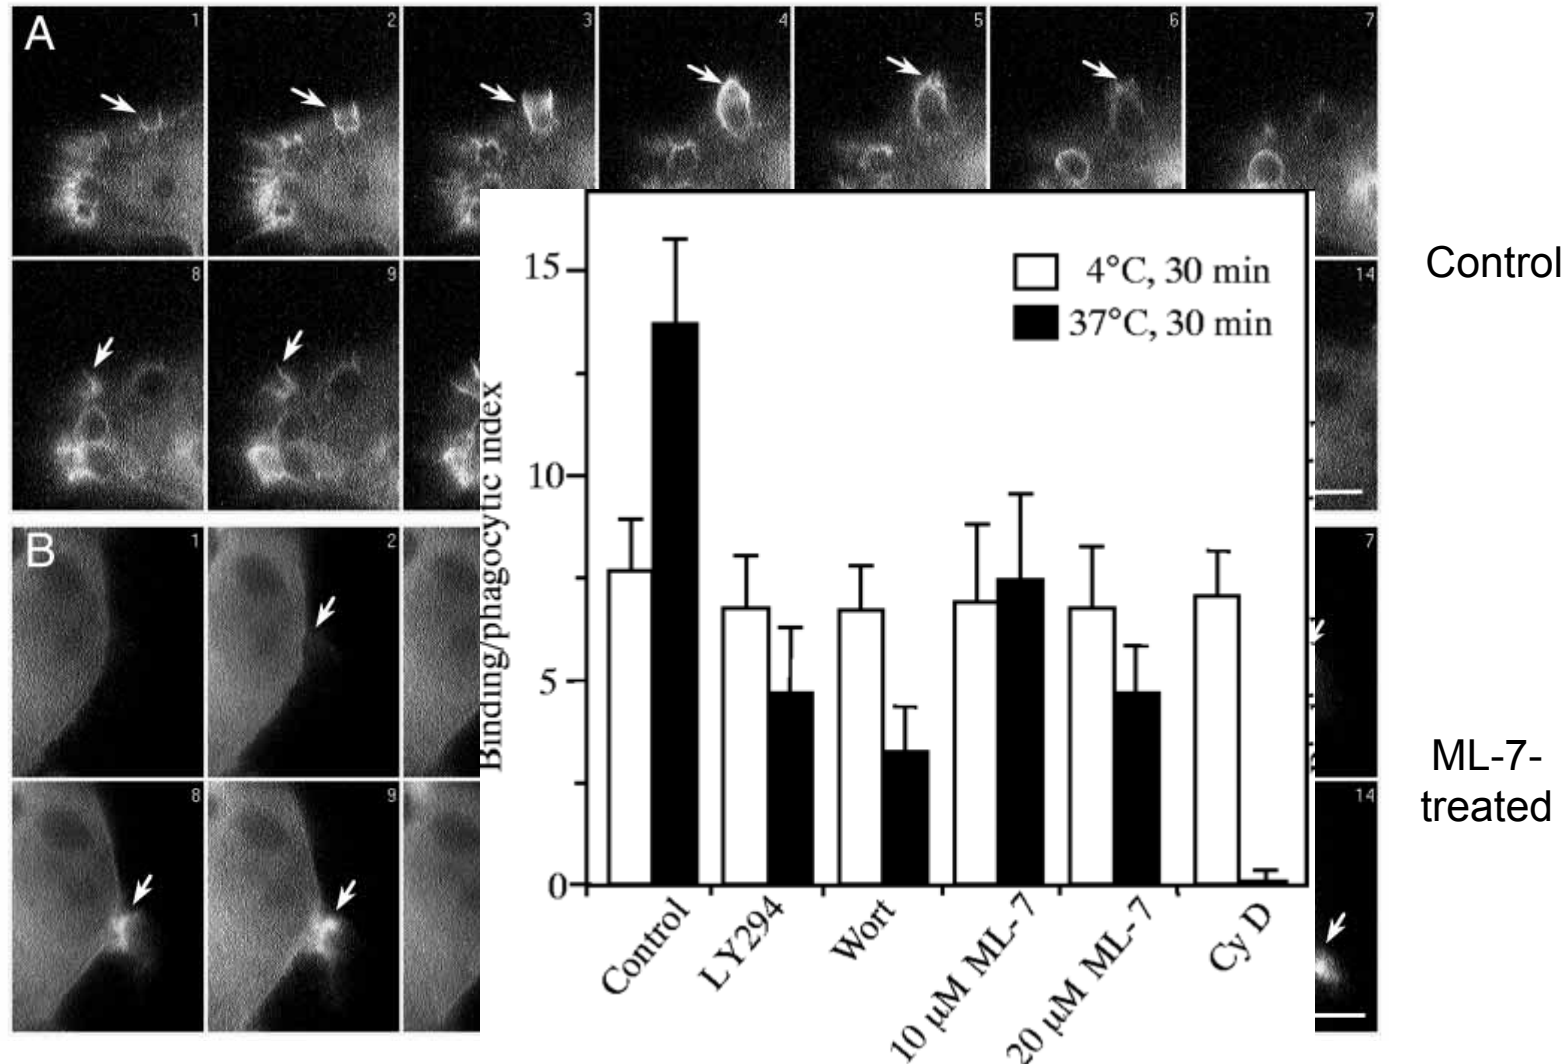 A
1
2
3
4
5
6
7
8
9
14
Control
B
1
2
7
8
9
14
ML-7-
treated
15
10
5
0
Binding/phagocytic index
4°C, 30 min
37°C, 30 min
Control
LY294
Wort
10 μM ML-7
20 μM ML-7
Cy D